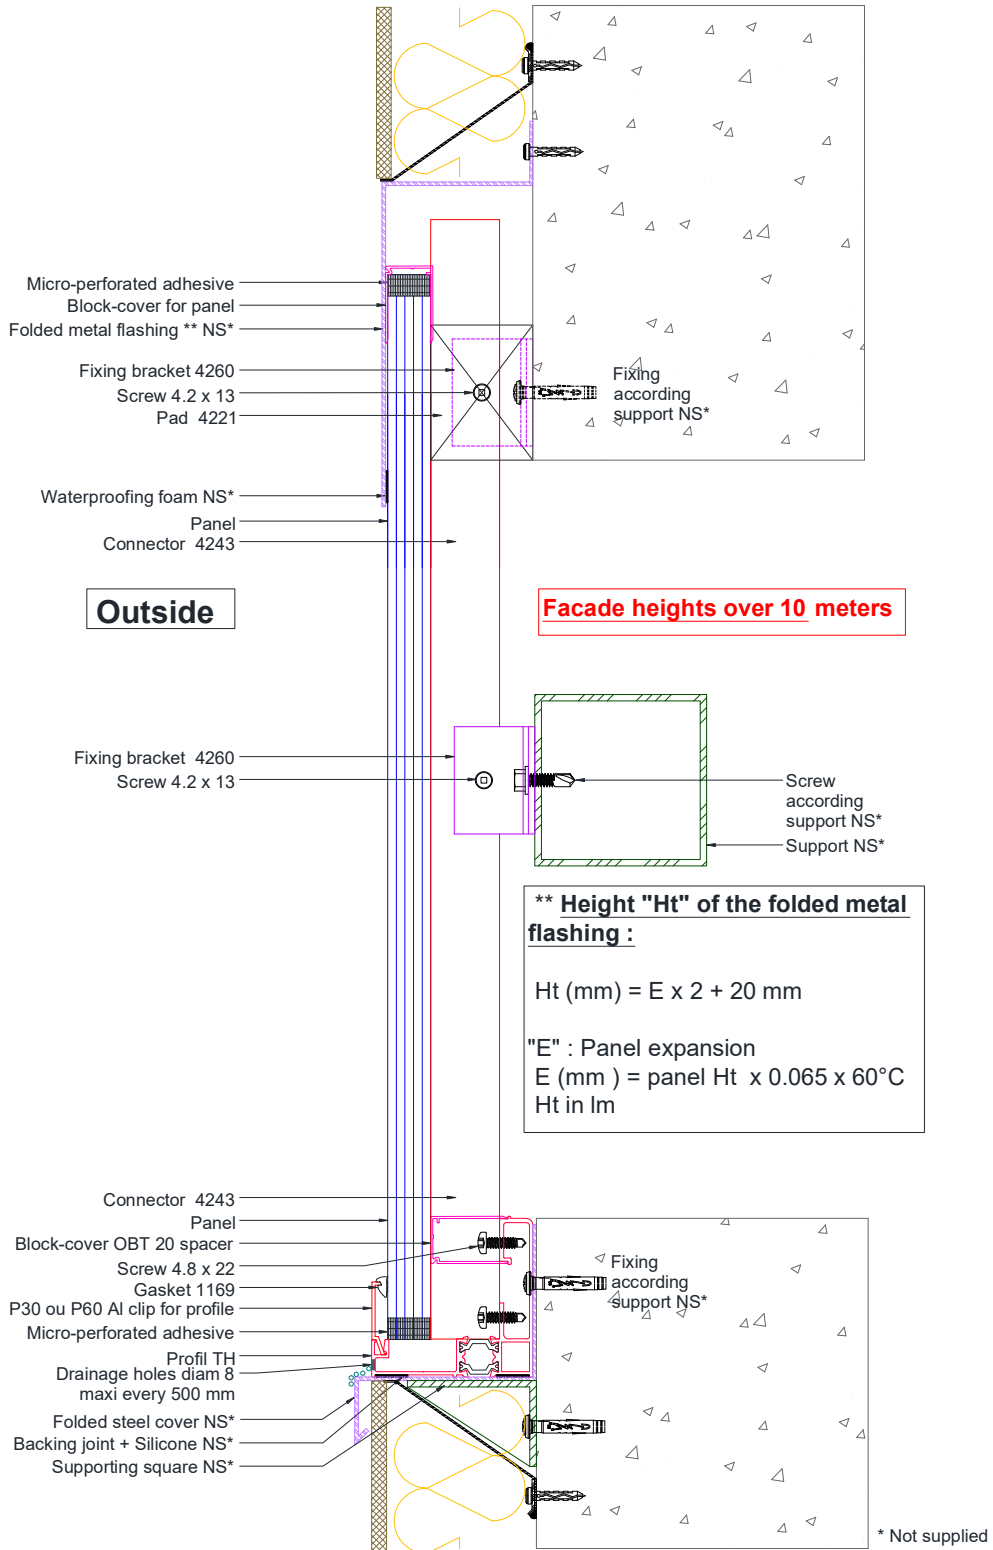 Micro-perforated adhesive
Block-cover for panel
Folded metal flashing ** NS*
Fixing bracket 4260
Screw 4.2 x 13
Pad 4221
Fixing
according
support NS*
Waterproofing foam NS*
Panel
Connector 4243
Outside
Facade heights over 10 meters
Fixing bracket 4260
Screw 4.2 x 13
Screw
according
support NS*
Support NS*
** Height "Ht" of the folded metal
flashing :
Ht (mm) = E x 2 + 20 mm
"E" : Panel expansion
E (mm ) = panel Ht x 0.065 x 60°C
Ht in lm
Connector 4243
Panel
Block-cover OBT 20 spacer
Screw 4.8 x 22
Gasket 1169
P30 ou P60 Al clip for profile
Micro-perforated adhesive
Profil TH
Drainage holes diam 8
maxi every 500 mm
Folded steel cover NS*
Backing joint + Silicone NS*
Supporting square NS*
Fixing
according
support NS*
* Not supplied